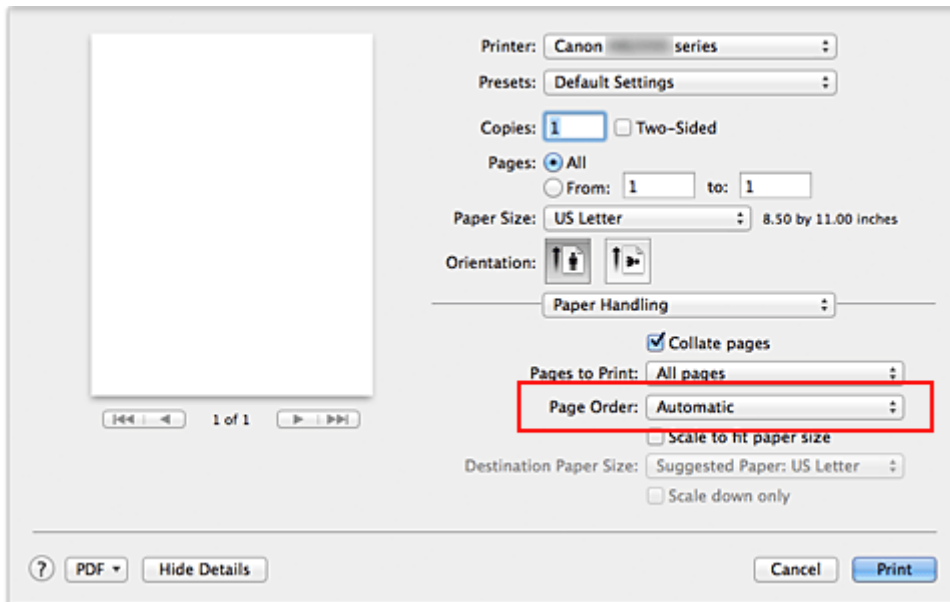 Printer: Canon series
Presets: Default Settings
Copies: 1 Two-Sided
Pages: All
From: 1 to: 1
Paper Size: US Letter 8.50 by 11.00 inches
Orientation:
Paper Handling
Collate pages
Pages to Print: All pages
Page Order: Automatic
Scale to fit paper size
Destination Paper Size: Suggested Paper: US Letter
Scale down only
1 of 1
? PDF Hide Details Cancel Print